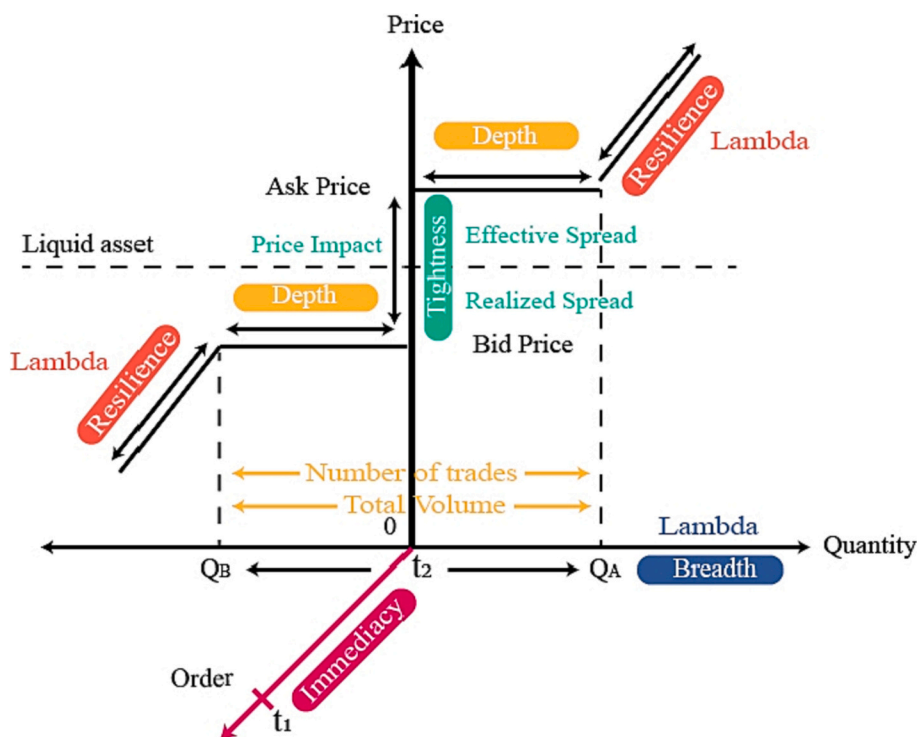 Price
Depth
Resilience
Lambda
Ask Price
Liquid asset
Price Impact
Tightness
Effective Spread
Depth
Realized Spread
Bid Price
Lambda
Resilience
Number of trades
Total Volume
0
Lambda
Quantity
QB
t2
QA
Breadth
Immediacy
Order
t1